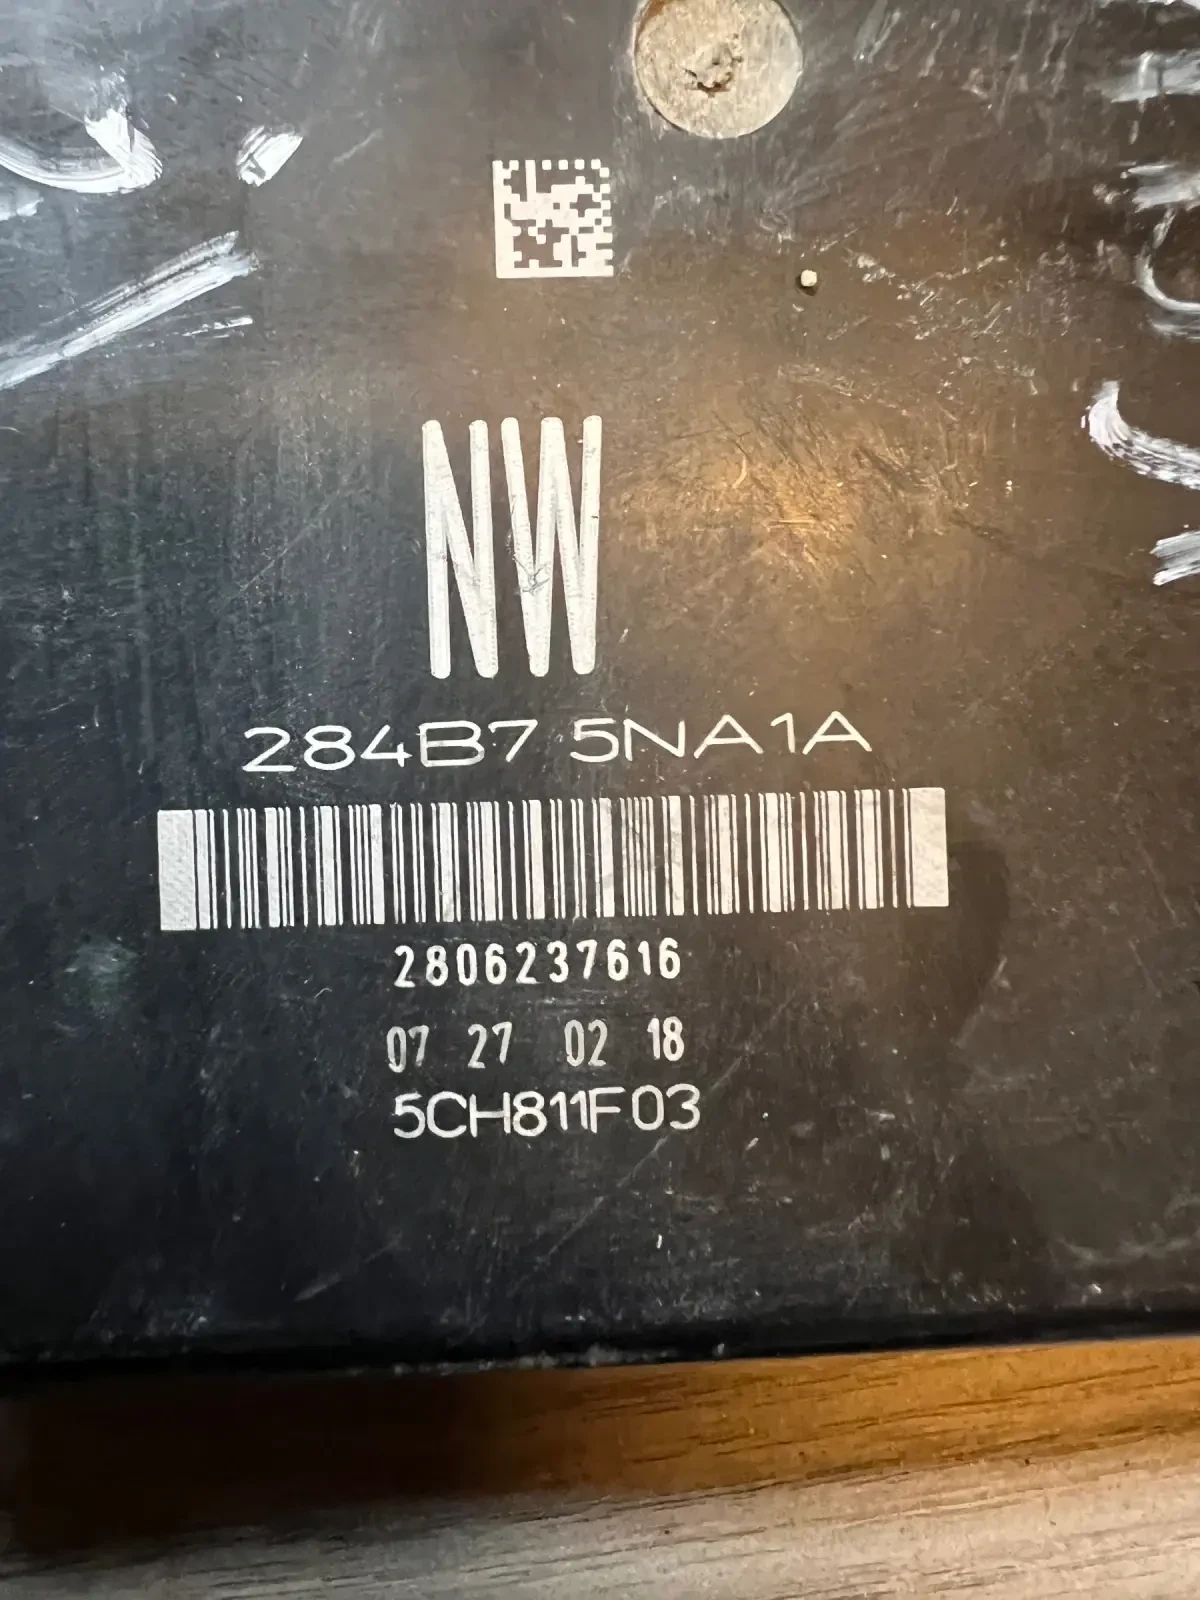 NW
284B7 5NA1A
2806237616
07 27 02 18
5CH811F03